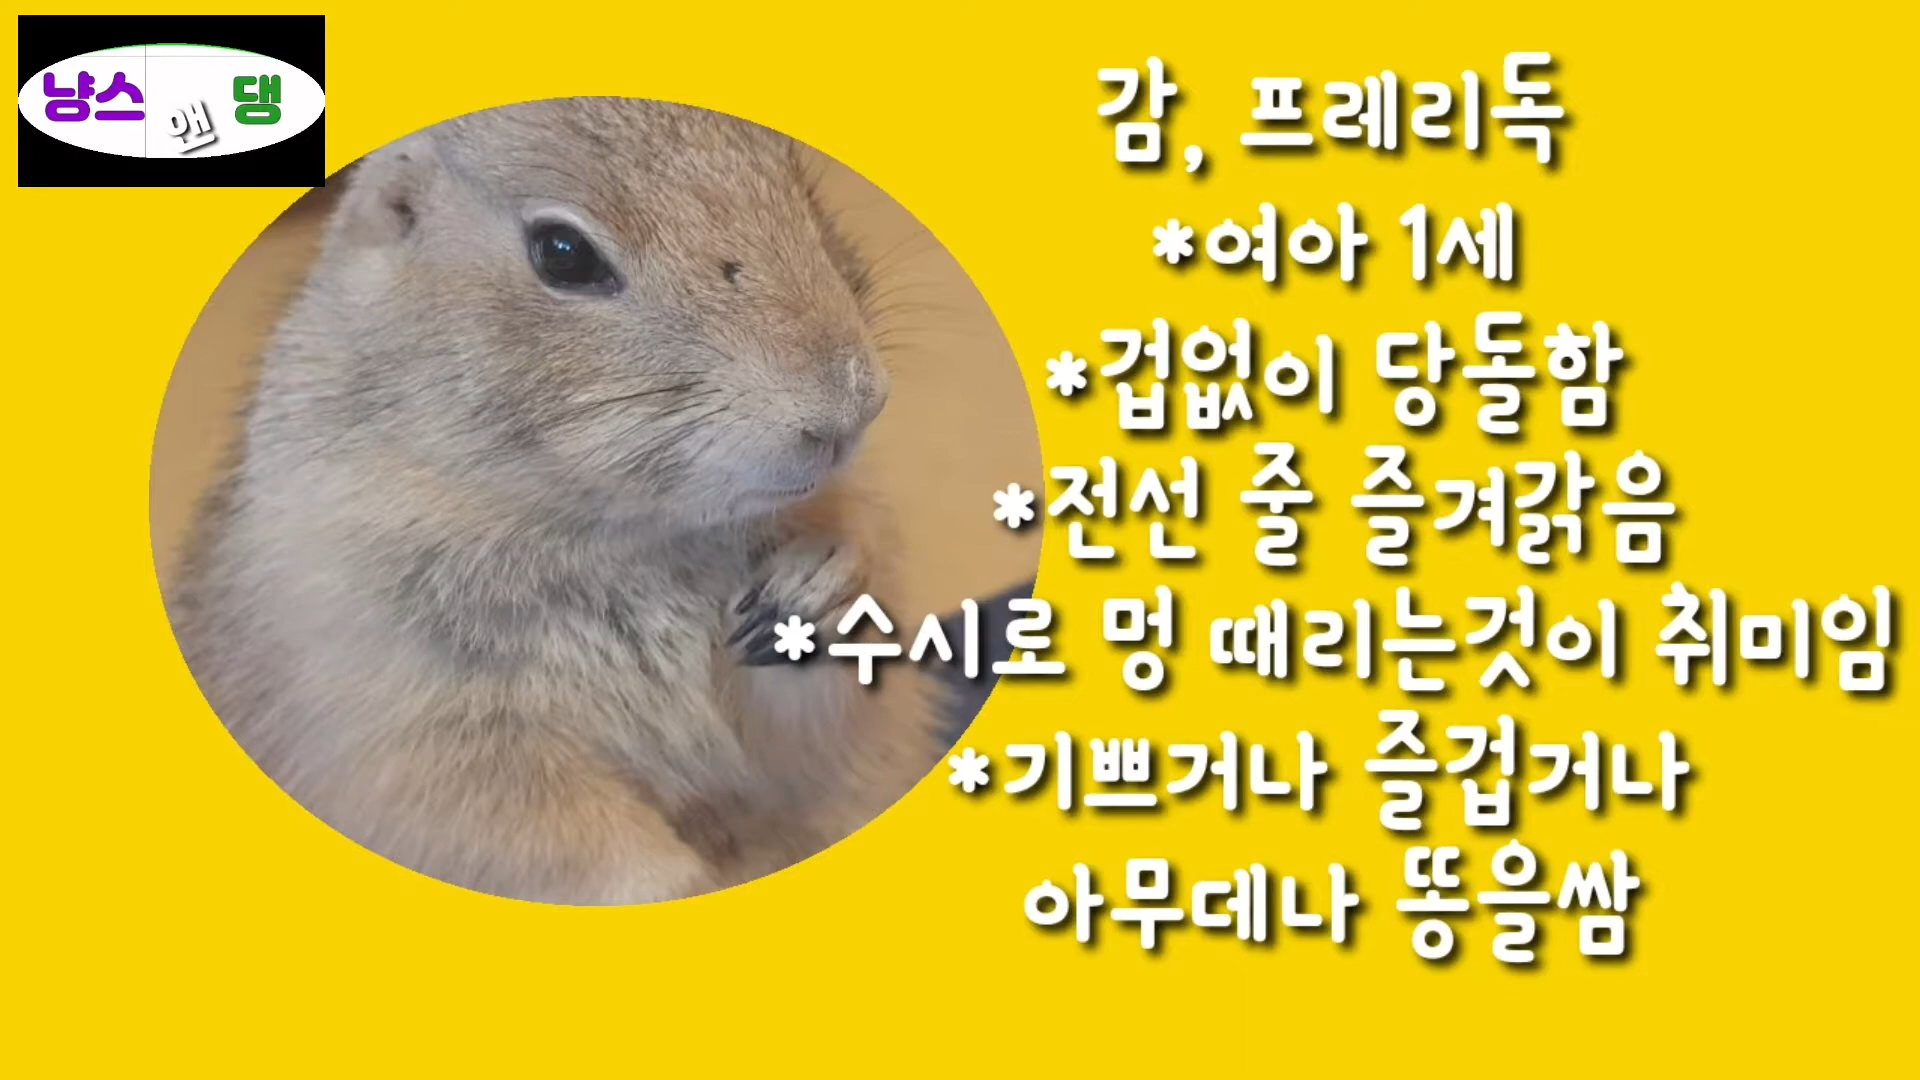 냥스
앤
댕
감, 프레리독
*여아 1세
*겁없이 당돌함
*전선 줄 즐겨갉음
*수시로 멍 때리는것이 취미임
*기쁘거나 즐겁거나
아무데나 똥을쌈